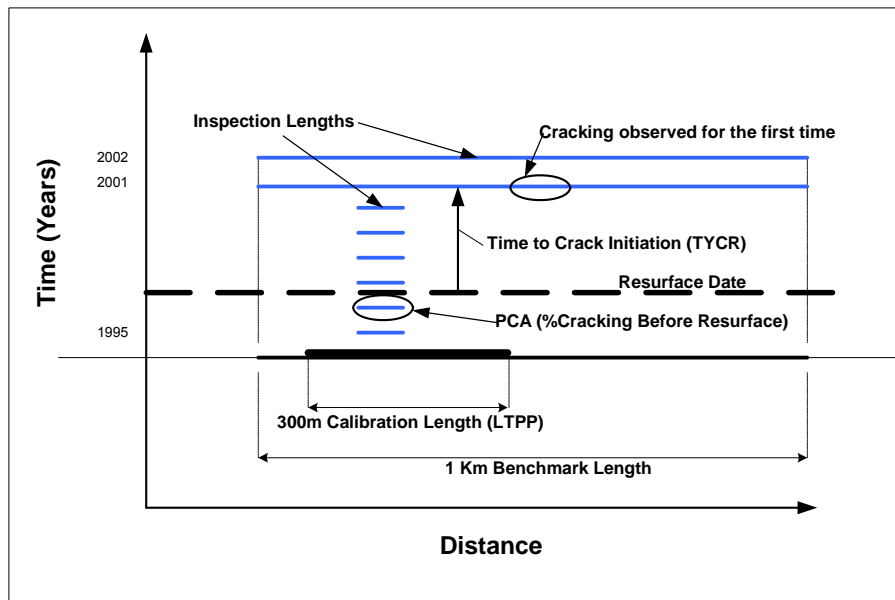 Inspection Lengths
Cracking observed for the first time
2002
2001
Time (Years)
Time to Crack Initiation (TYCR)
Resurface Date
PCA (%Cracking Before Resurface)
1995
300m Calibration Length (LTPP)
1 Km Benchmark Length
Distance